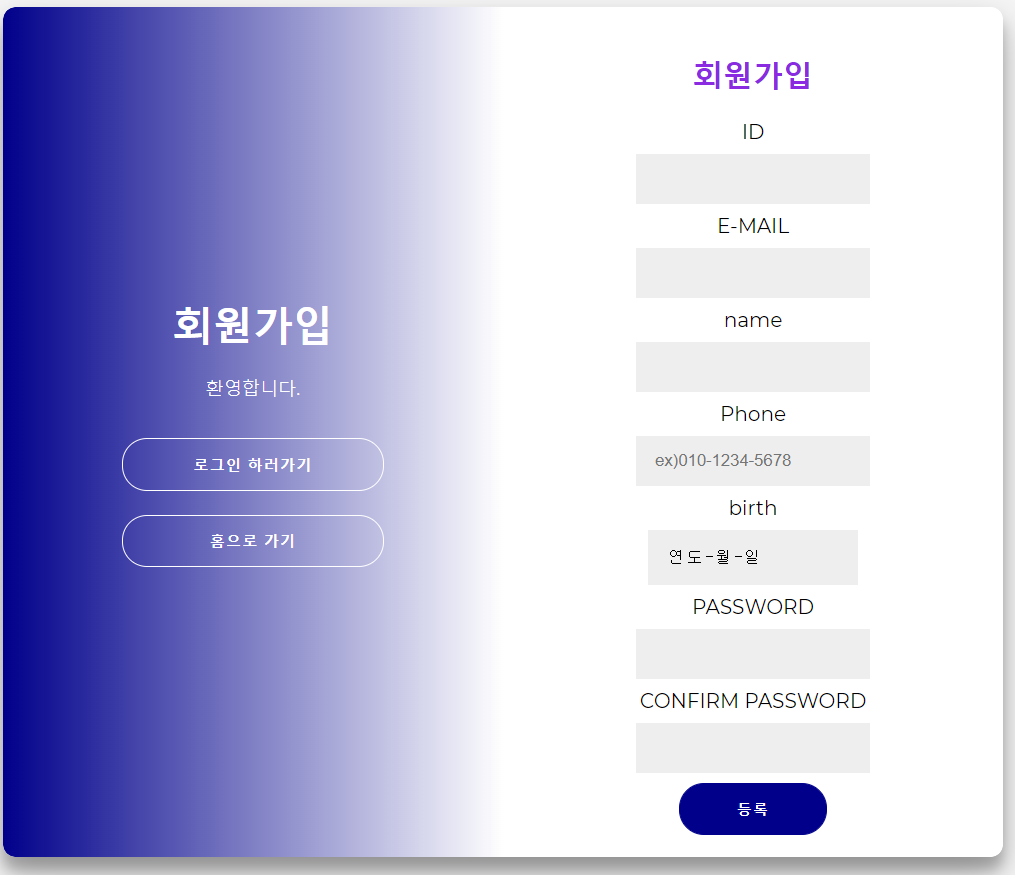 회원가입
환영합니다.
로그인 하러가기
홈으로 가기
회원가입
ID
E-MAIL
name
Phone
ex)010-1234-5678
birth
연도-월-일
PASSWORD
CONFIRM PASSWORD
등록